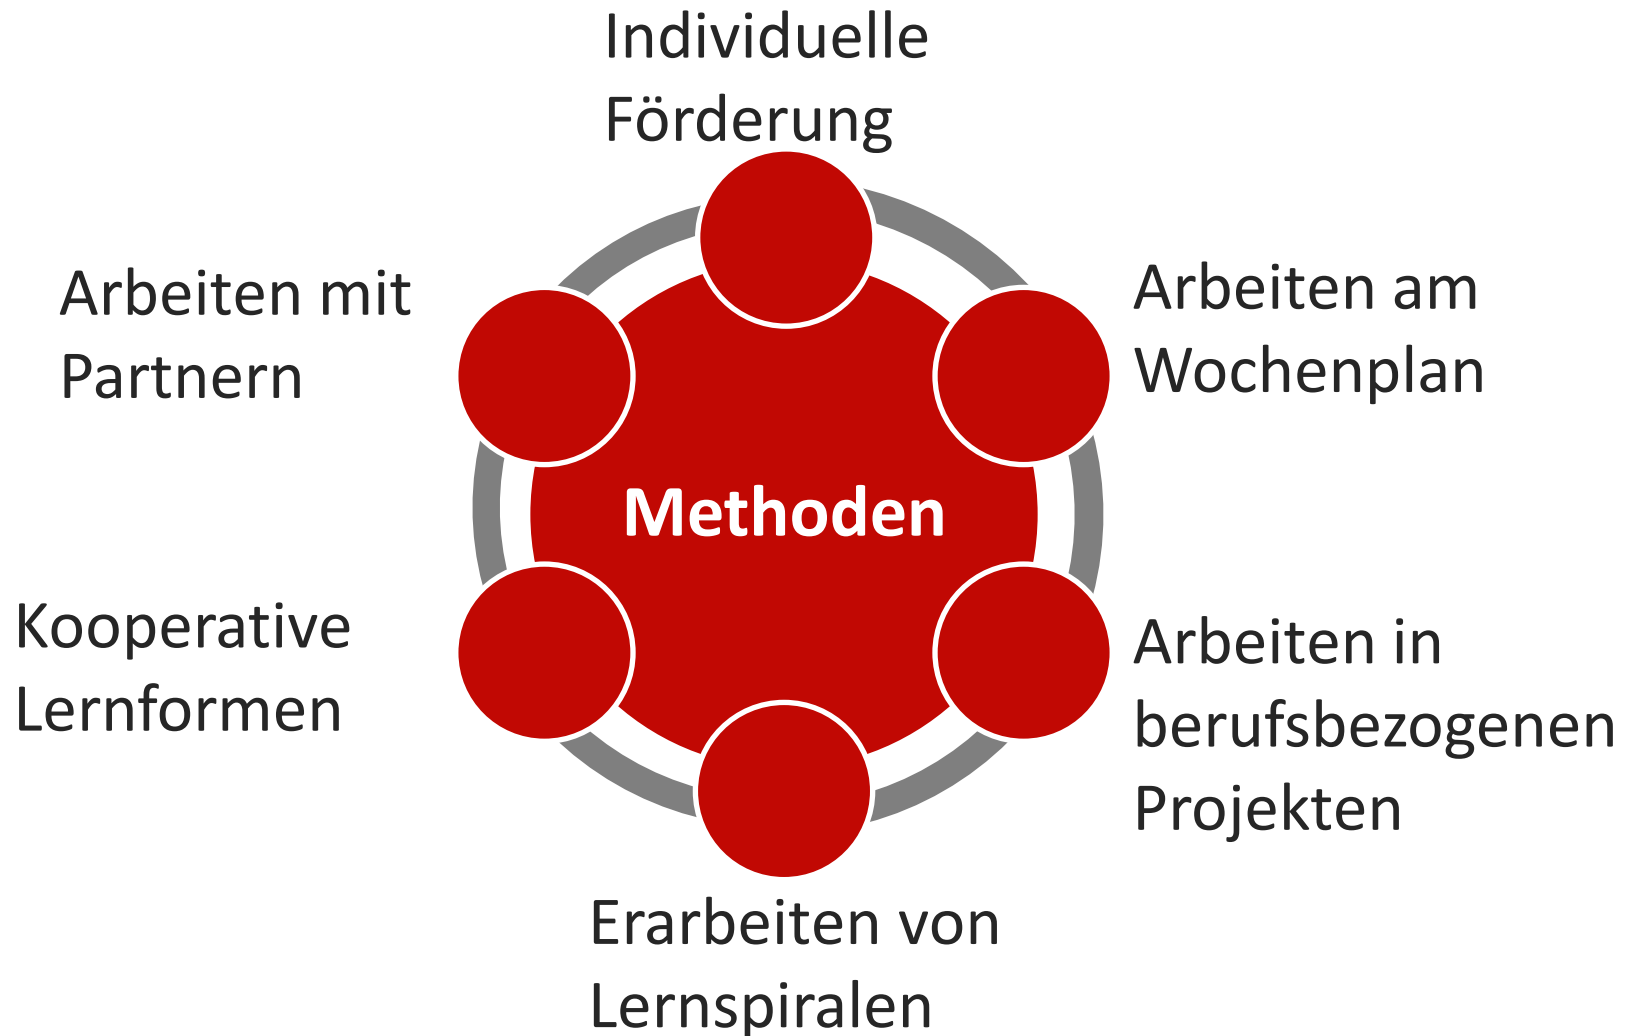 Individuelle
Förderung
Arbeiten mit
Partnern
Arbeiten am
Wochenplan
Methoden
Kooperative
Lernformen
Arbeiten in
berufsbezogenen
Projekten
Erarbeiten von
Lernspiralen